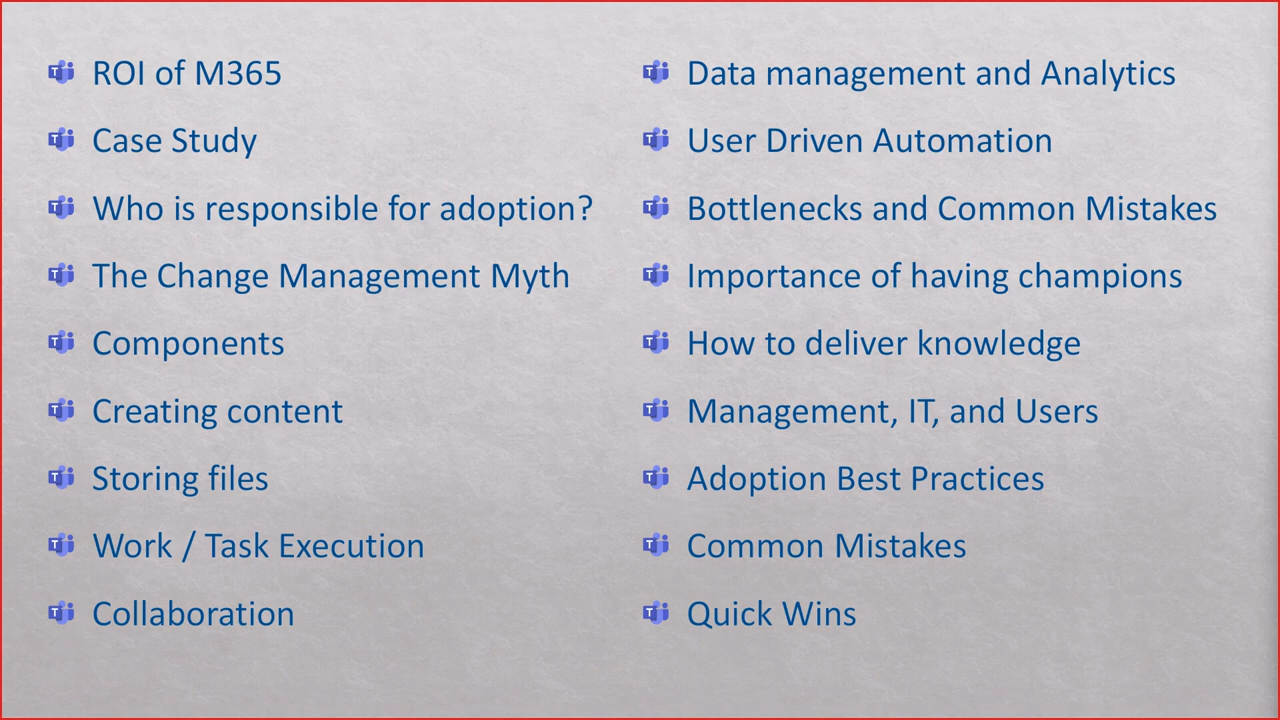 ROI of M365
Case Study
Who is responsible for adoption?
The Change Management Myth
Components
Creating content
Storing files
Work / Task Execution
Collaboration
Data management and Analytics
User Driven Automation
Bottlenecks and Common Mistakes
Importance of having champions
How to deliver knowledge
Management, IT, and Users
Adoption Best Practices
Common Mistakes
Quick Wins